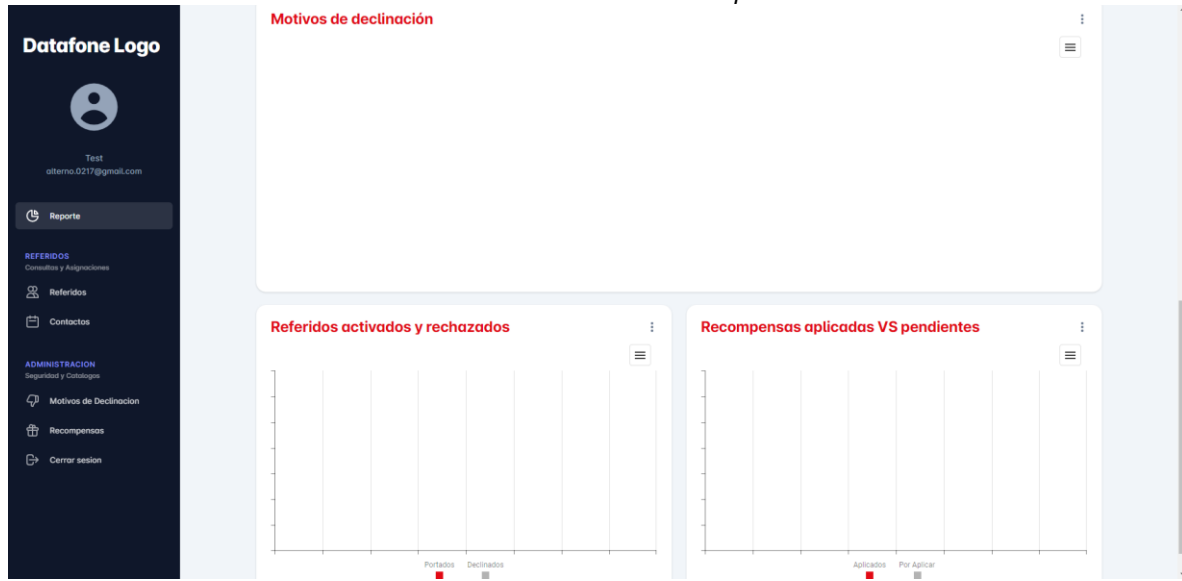 Datafone Logo
Test
alterno.0217@gmail.com
Reporte
REFERIDOS
Consultas y Asignaciones
Referidos
Contactos
ADMINISTRACION
Seguridad y Catalogos
Motivos de Declinacion
Recompensas
Cerrar sesion
Motivos de declinación
Referidos activados y rechazados
Portados Declinados
Recompensas aplicadas VS pendientes
Aplicados Por Aplicar